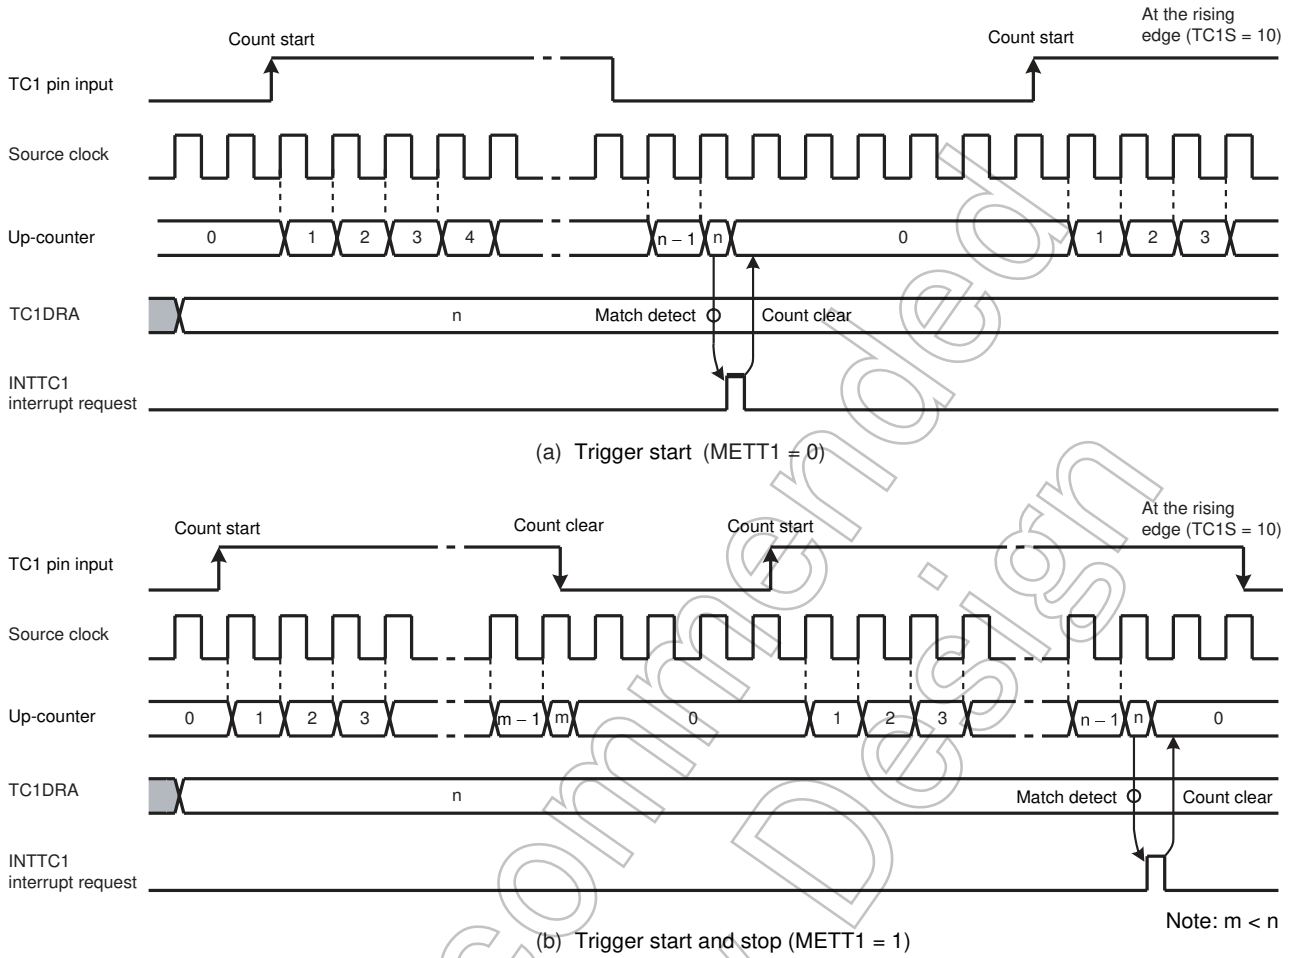 At the rising
edge (TC1S = 10)
Count start
Count start
TC1 pin input
Source clock
Up-counter
0 1 2 3 4 n – 1 n 0 1 2 3
TC1DRA
n
Match detect
Count clear
INTTC1
interrupt request
(a) Trigger start (METT1 = 0)
At the rising
edge (TC1S = 10)
Count start
Count clear
Count start
TC1 pin input
Source clock
Up-counter
0 1 2 3 m – 1 m 0 1 2 3 n – 1 n 0
TC1DRA
n
Match detect
Count clear
INTTC1
interrupt request
Note: m < n
(b) Trigger start and stop (METT1 = 1)
commended
Design